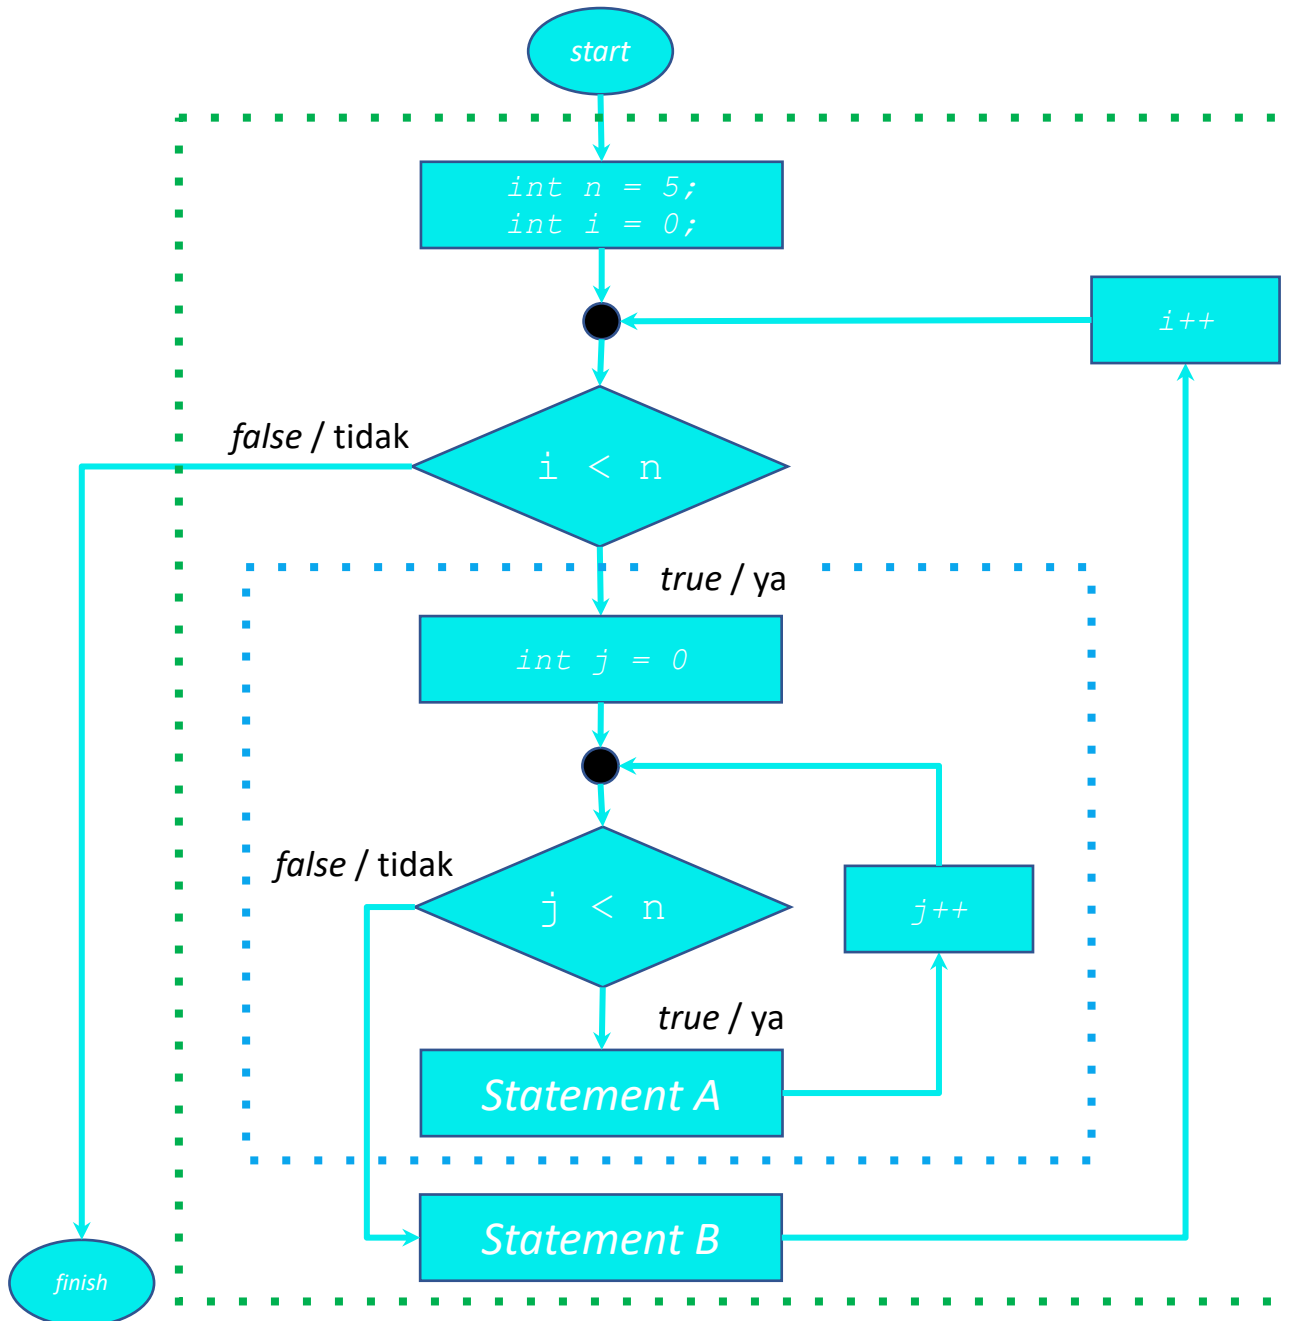 start
int n = 5;
int i = 0;
i++
false / tidak
i < n
true / ya
int j = 0
false / tidak
j < n
j++
true / ya
Statement A
Statement B
finish